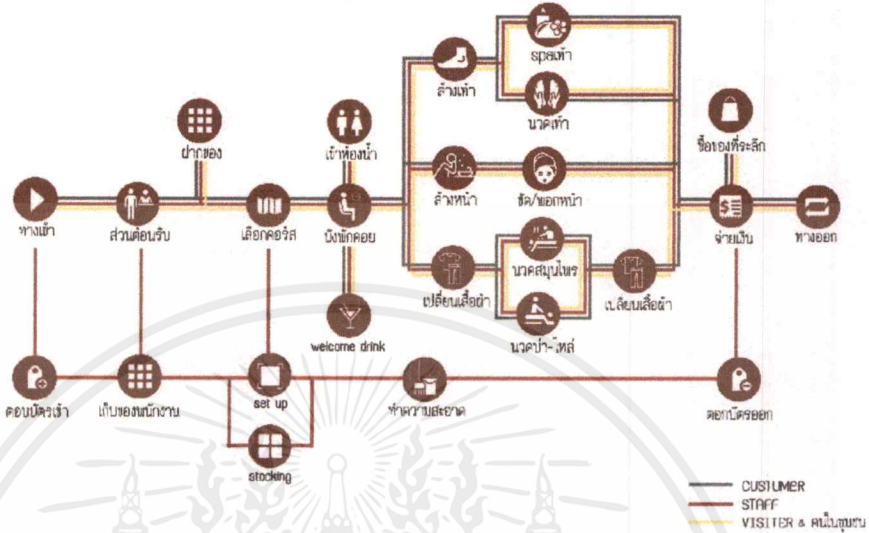 spaเท้า
ล้างเท้า
นวดเท้า
ฝากของ
เข้าห้องน้ำ
ซื้อของที่ระลึก
ล้างหน้า
ขัด/พอกหน้า
ทางเข้า
ส่วนต้อนรับ
เลือกคอร์ส
นั่งพักคอย
จ่ายเงิน
ทางออก
เปลี่ยนเสื้อผ้า
นวดสมุนไพร
เปลี่ยนเสื้อผ้า
welcome drink
นวดบ่า-ไหล่
ตอบบัตรเข้า
เก็บของพนักงาน
set up
ทำความสะอาด
ตอกบัตรออก
stocking
CUSTUMER
STAFF
VISITER & คนในชุมชน